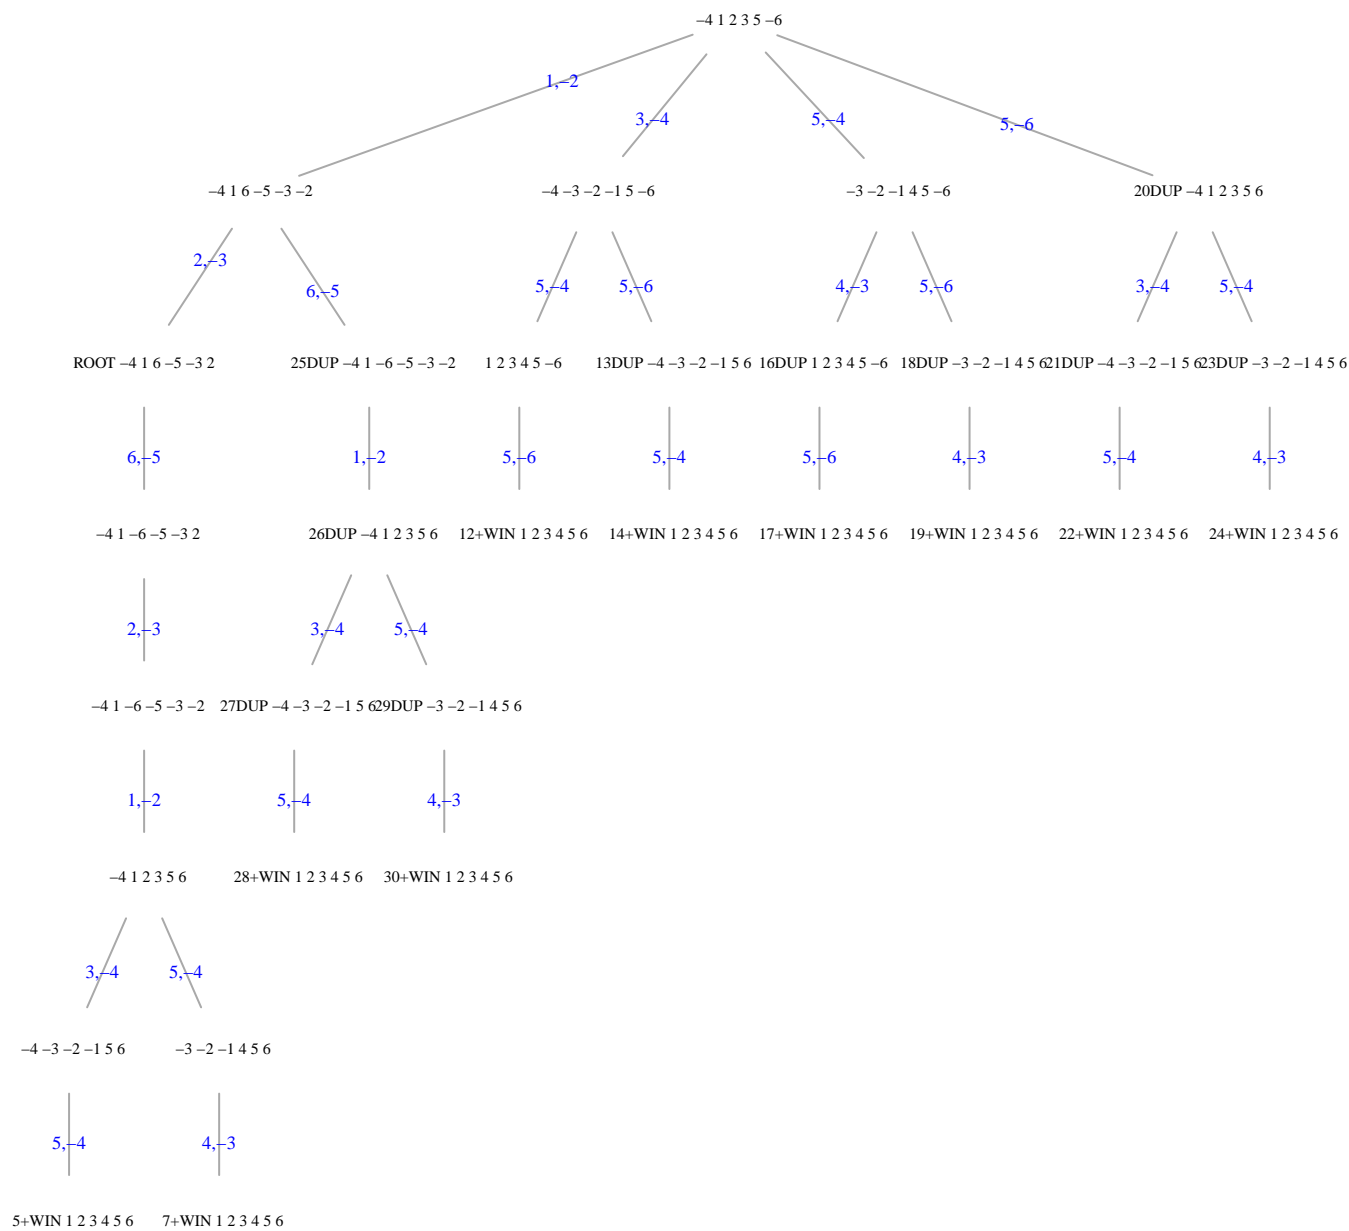 −4 1 2 3 5 −6
1,−2
3,−4
5,−4
5,−6
−4 1 6 −5 −3 −2
−4 −3 −2 −1 5 −6
−3 −2 −1 4 5 −6
20DUP −4 1 2 3 5 6
2,−3
6,−5
5,−4
5,−6
4,−3
5,−6
3,−4
5,−4
ROOT −4 1 6 −5 −3 2
25DUP −4 1 −6 −5 −3 −2
1 2 3 4 5 −6
13DUP −4 −3 −2 −1 5 6
16DUP 1 2 3 4 5 −6
18DUP −3 −2 −1 4 5 6
21DUP −4 −3 −2 −1 5 6
23DUP −3 −2 −1 4 5 6
6,−5
1,−2
5,−6
5,−4
5,−6
4,−3
5,−4
4,−3
−4 1 −6 −5 −3 2
26DUP −4 1 2 3 5 6
12+WIN 1 2 3 4 5 6
14+WIN 1 2 3 4 5 6
17+WIN 1 2 3 4 5 6
19+WIN 1 2 3 4 5 6
22+WIN 1 2 3 4 5 6
24+WIN 1 2 3 4 5 6
2,−3
3,−4
5,−4
−4 1 −6 −5 −3 −2
27DUP −4 −3 −2 −1 5 6
29DUP −3 −2 −1 4 5 6
1,−2
5,−4
4,−3
−4 1 2 3 5 6
28+WIN 1 2 3 4 5 6
30+WIN 1 2 3 4 5 6
3,−4
5,−4
−4 −3 −2 −1 5 6
−3 −2 −1 4 5 6
5,−4
4,−3
5+WIN 1 2 3 4 5 6
7+WIN 1 2 3 4 5 6